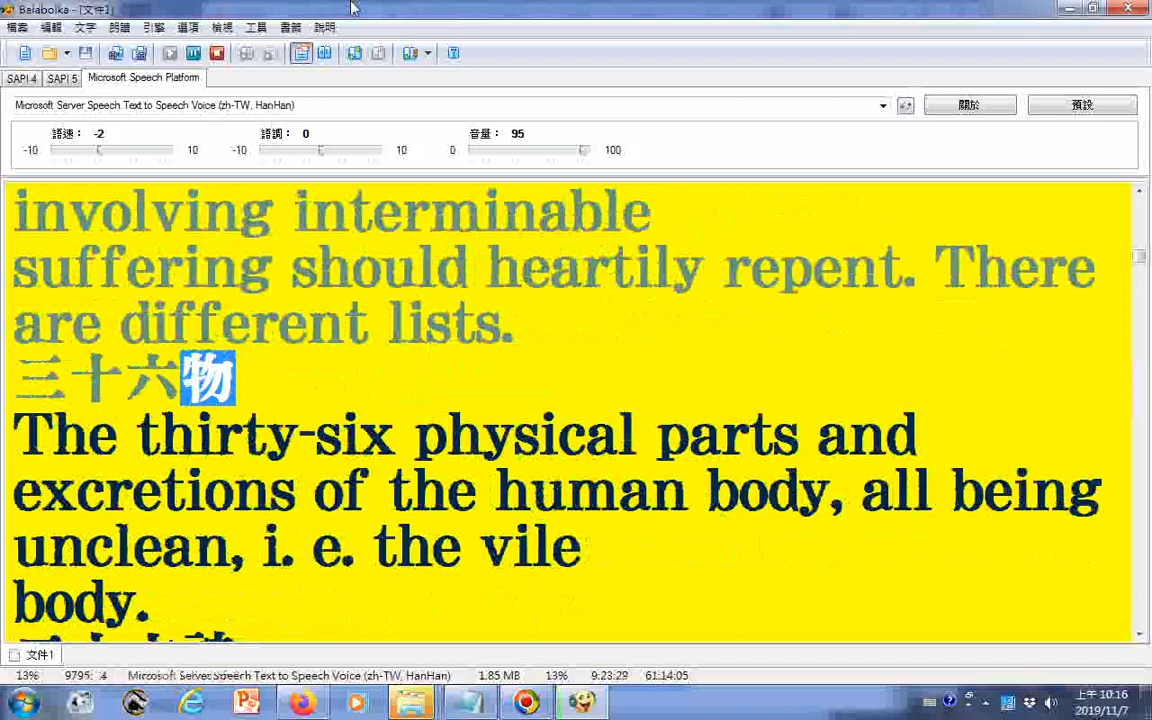 Balabolka - [文件1]
檔案 編輯 文字 朗讀 引擎 選項 檢視 工具 書籤 說明
SAPI 4 SAPI 5 Microsoft Speech Platform
Microsoft Server Speech Text to Speech Voice (zh-TW, HanHan) 關於 預設
語速： -2 語調： 0 音量： 95
-10 10 -10 10 0 100
involving interminable
suffering should heartily repent. There
are different lists.
三十六物
The thirty-six physical parts and
excretions of the human body, all being
unclean, i. e. the vile
body.
文件1
13% 9795: 4 Microsoft Server Speech Text to Speech Voice (zh-TW, HanHan) 1.85 MB 13% 9:23:29 61:14:05
上午 10:16
2019/11/7